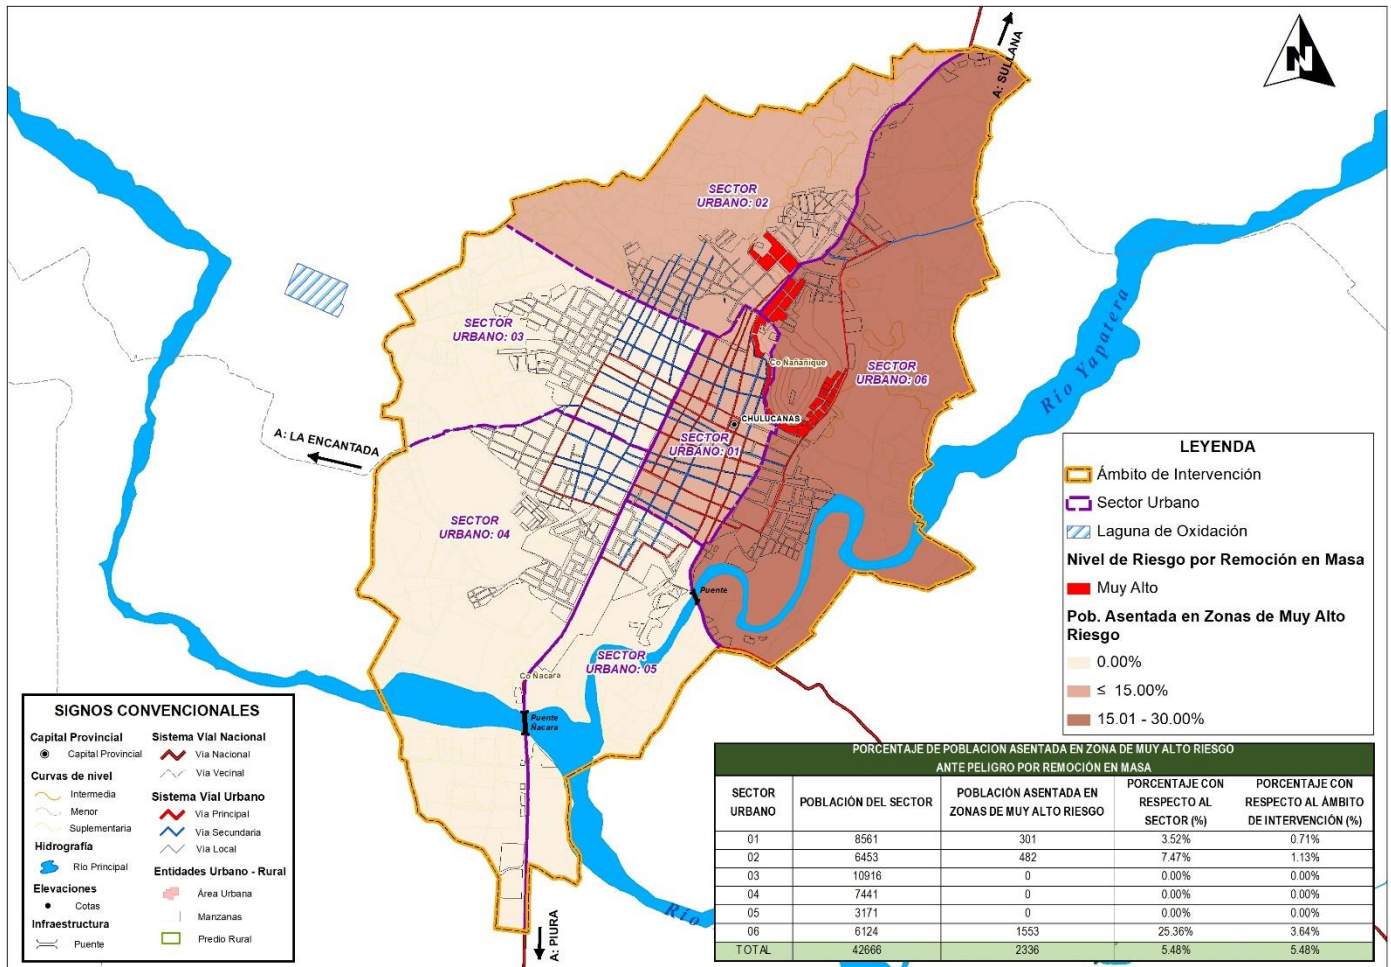 N
A: SULLANA
SECTOR
URBANO: 02
SECTOR
URBANO: 03
Río Yapatera
Co Ñañanique
SECTOR
URBANO: 06
CHULUCANAS
SECTOR
URBANO: 01
A: LA ENCANTADA
SECTOR
URBANO: 04
Puente
SECTOR
URBANO: 05
Co Ñacara
Puente
Ñacara
A: PIURA
Río
LEYENDA
Ámbito de Intervención
Sector Urbano
Laguna de Oxidación
Nivel de Riesgo por Remoción en Masa
Muy Alto
Pob. Asentada en Zonas de Muy Alto
Riesgo
0.00%
≤ 15.00%
15.01 - 30.00%
SIGNOS CONVENCIONALES
Capital Provincial
Capital Provincial
Curvas de nivel
Intermedia
Menor
Suplementaria
Hidrografía
Río Principal
Elevaciones
Cotas
Infraestructura
Puente
Sistema Vial Nacional
Vía Nacional
Vía Vecinal
Sistema Vial Urbano
Vía Principal
Vía Secundaria
Vía Local
Entidades Urbano - Rural
Área Urbana
Manzanas
Predio Rural
PORCENTAJE DE POBLACION ASENTADA EN ZONA DE MUY ALTO RIESGO
ANTE PELIGRO POR REMOCIÓN EN MASA
SECTOR URBANO POBLACIÓN DEL SECTOR POBLACIÓN ASENTADA EN ZONAS DE MUY ALTO RIESGO PORCENTAJE CON RESPECTO AL SECTOR (%) PORCENTAJE CON RESPECTO AL ÁMBITO DE INTERVENCIÓN (%)
01 8561 301 3.52% 0.71%
02 6453 482 7.47% 1.13%
03 10916 0 0.00% 0.00%
04 7441 0 0.00% 0.00%
05 3171 0 0.00% 0.00%
06 6124 1553 25.36% 3.64%
TOTAL 42666 2336 5.48% 5.48%